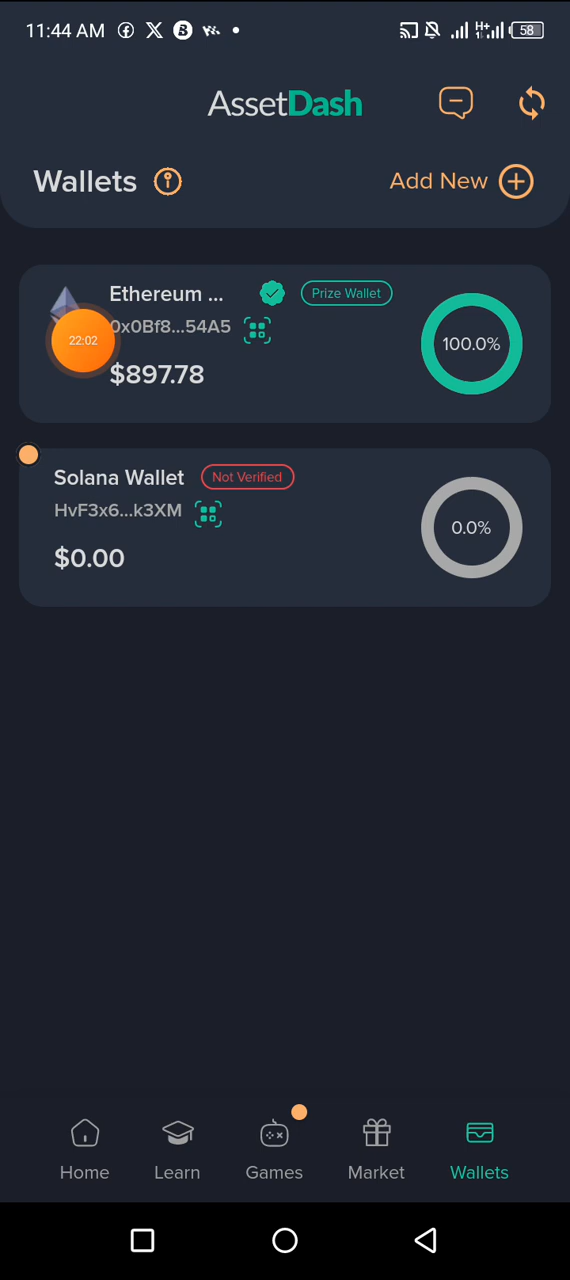 11:44 AM
58
AssetDash
Wallets
Add New
Ethereum ...
Prize Wallet
0x0Bf8...54A5
22:02
$897.78
100.0%
Solana Wallet
Not Verified
HvF3x6...k3XM
$0.00
0.0%
Home
Learn
Games
Market
Wallets